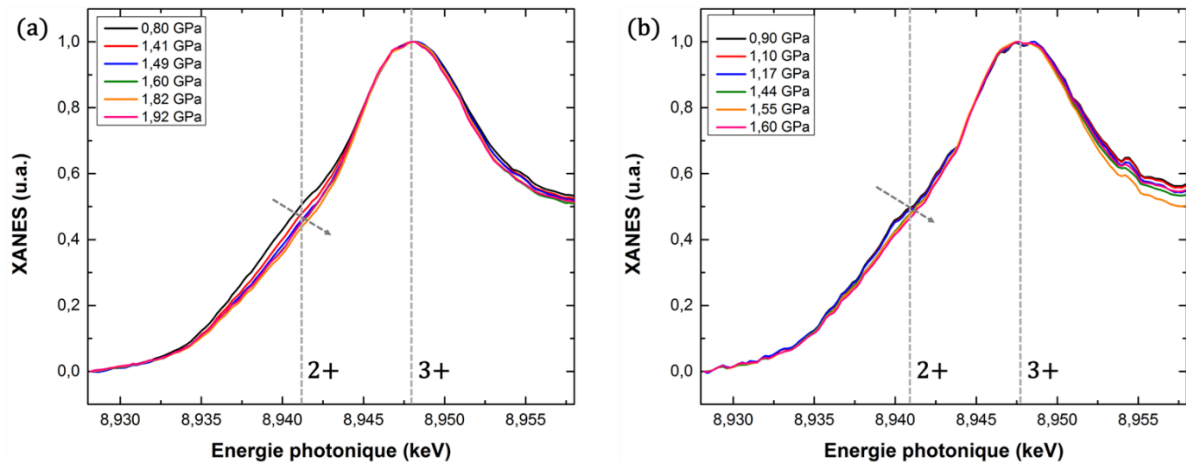 (a)
0,80 GPa
1,41 GPa
1,49 GPa
1,60 GPa
1,82 GPa
1,92 GPa
XANES (u.a.)
1,0
0,8
0,6
0,4
0,2
0,0
2+
3+
8,930
8,935
8,940
8,945
8,950
8,955
Energie photonique (keV)
(b)
0,90 GPa
1,10 GPa
1,17 GPa
1,44 GPa
1,55 GPa
1,60 GPa
XANES (u.a.)
1,0
0,8
0,6
0,4
0,2
0,0
2+
3+
8,930
8,935
8,940
8,945
8,950
8,955
Energie photonique (keV)